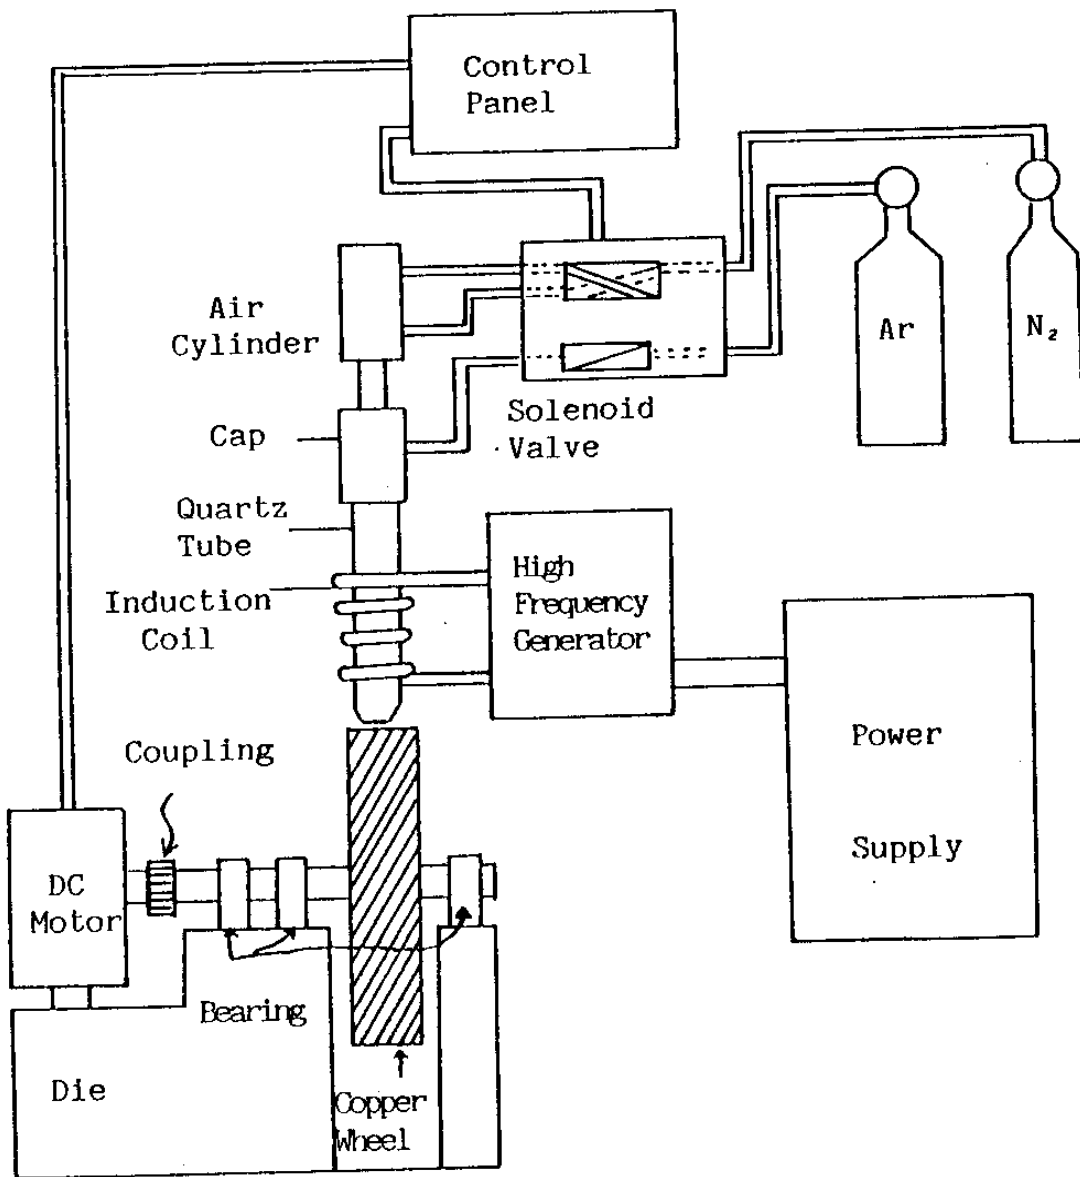 Control
Panel
Air
Cylinder
Ar
N₂
Solenoid
Valve
Cap
Quartz
Tube
High
Frequency
Generator
Induction
Coil
Power
Supply
Coupling
DC
Motor
Bearing
Die
Copper
Wheel